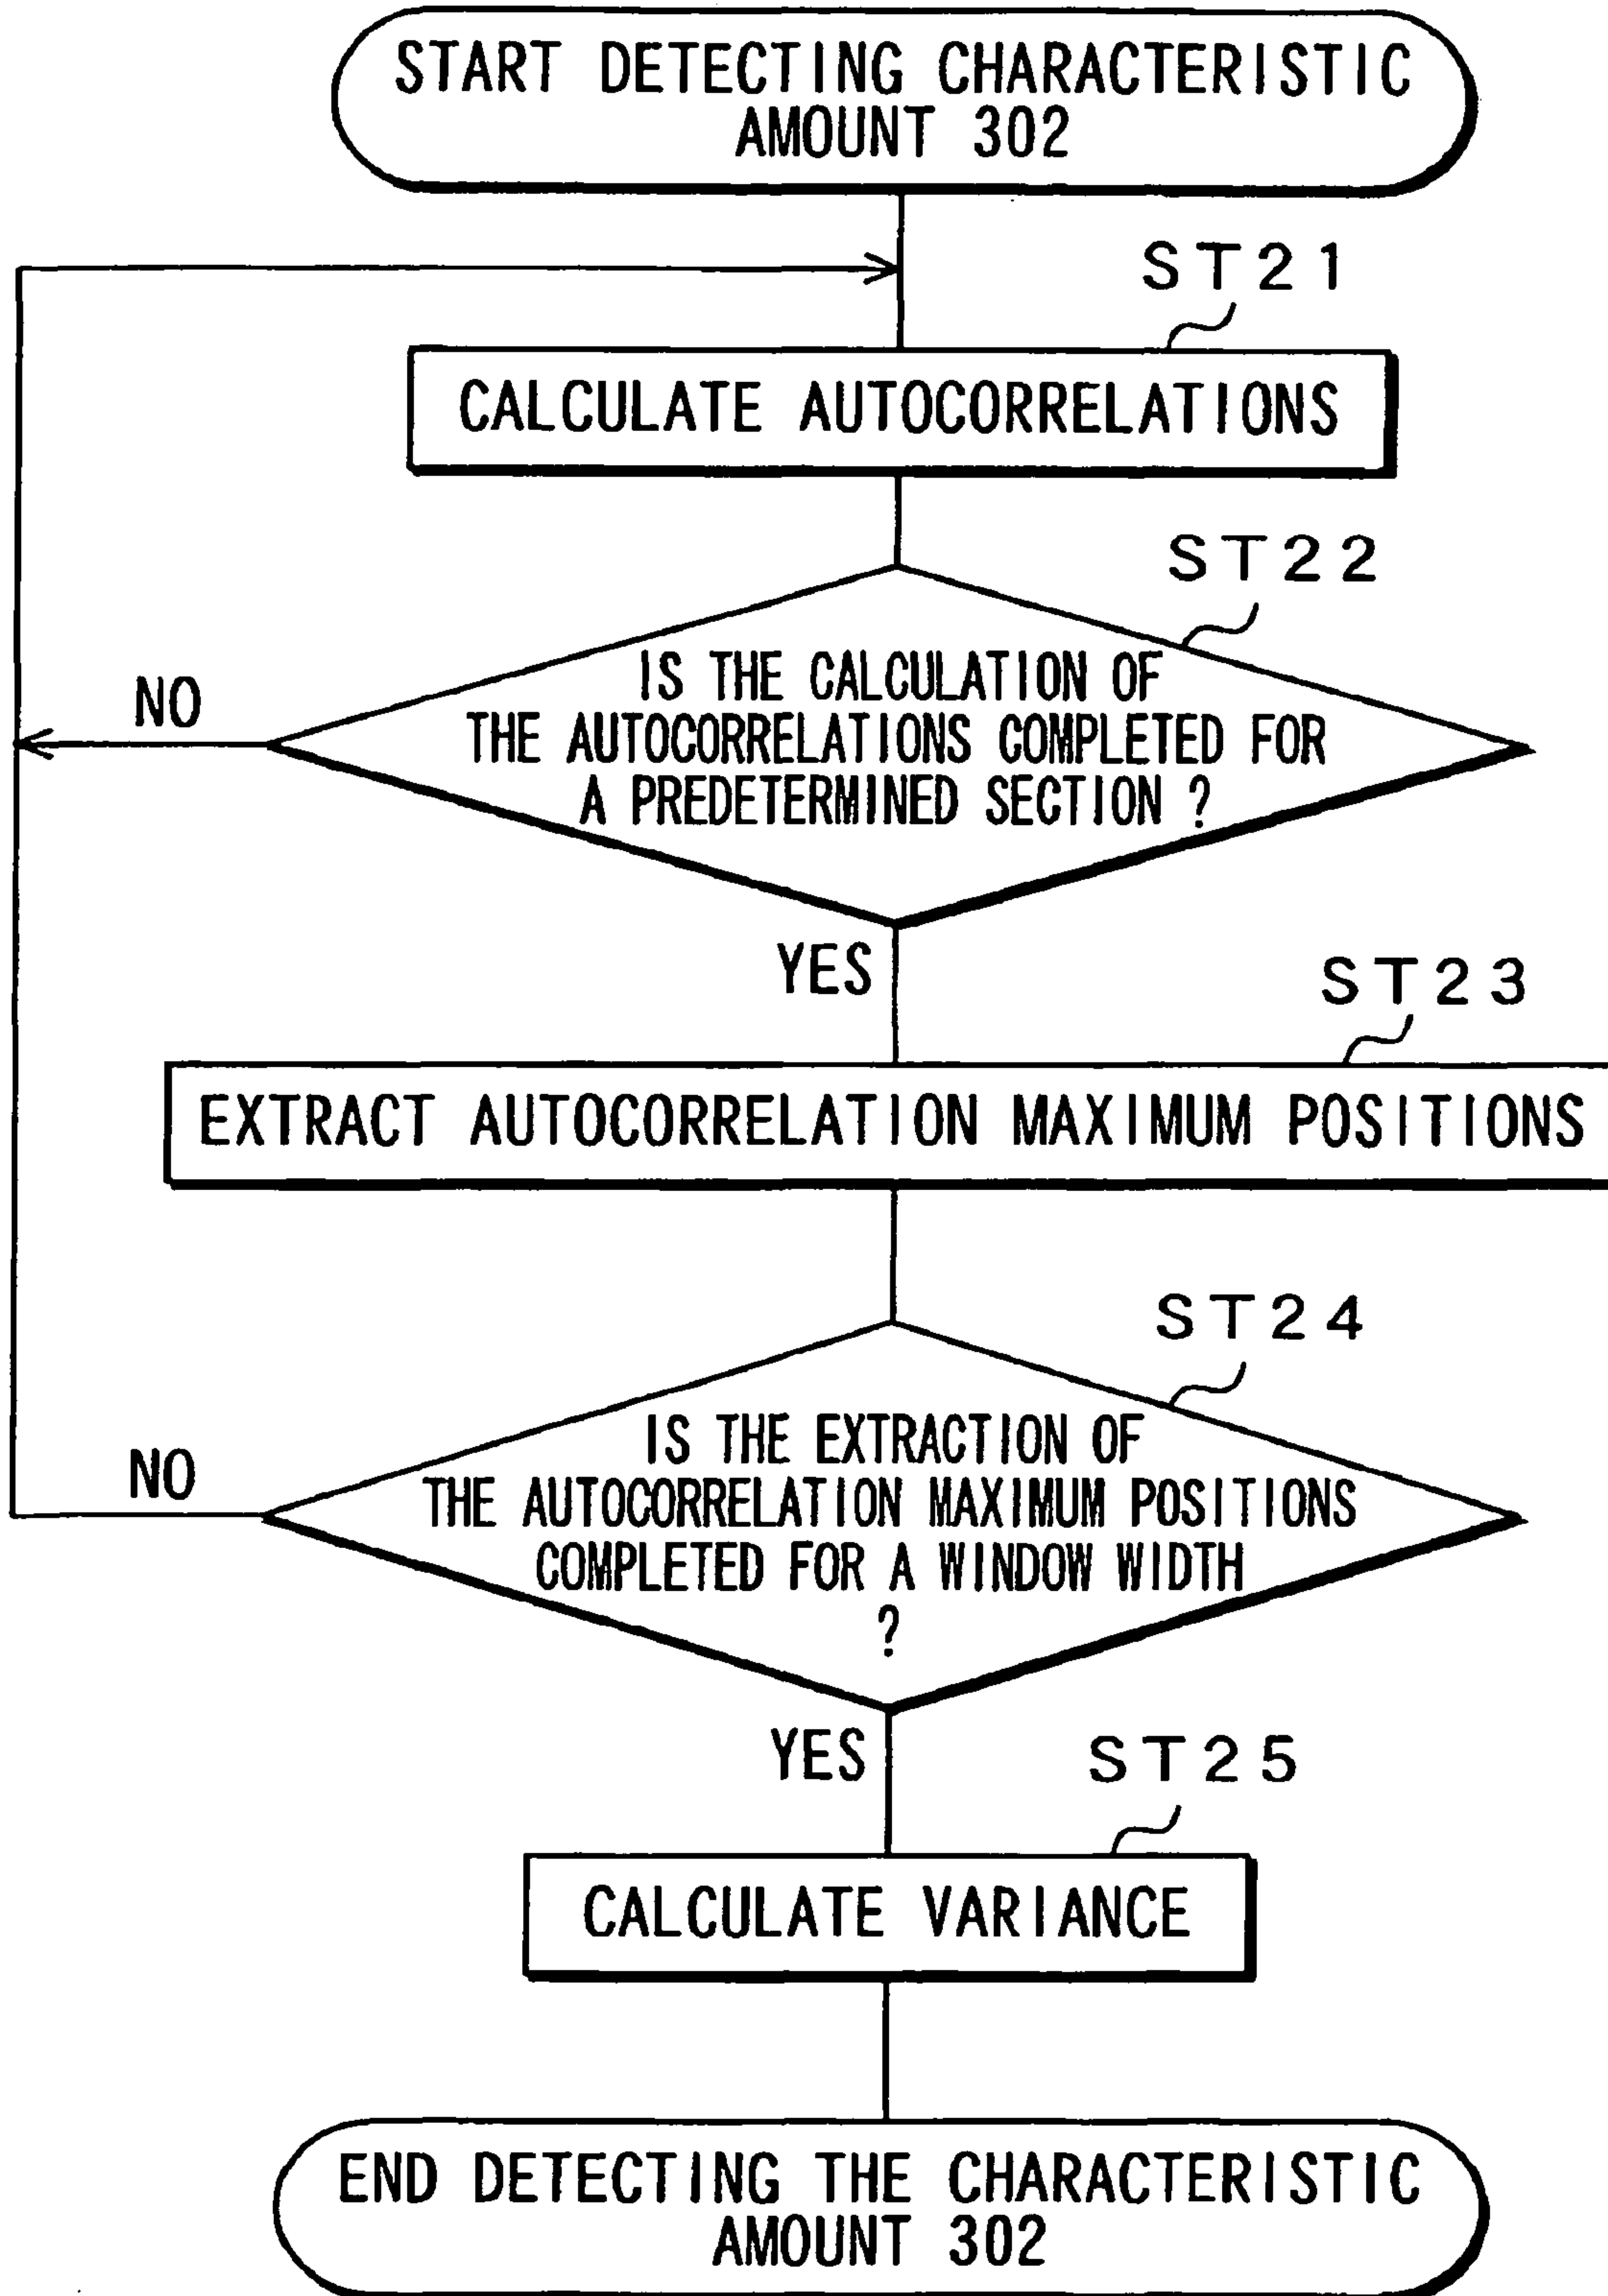 START DETECTING CHARACTERISTIC
AMOUNT 302
ST21
CALCULATE AUTOCORRELATIONS
ST22
IS THE CALCULATION OF
THE AUTOCORRELATIONS COMPLETED FOR
A PREDETERMINED SECTION ?
NO
YES
ST23
EXTRACT AUTOCORRELATION MAXIMUM POSITIONS
ST24
IS THE EXTRACTION OF
THE AUTOCORRELATION MAXIMUM POSITIONS
COMPLETED FOR A WINDOW WIDTH
?
NO
YES
ST25
CALCULATE VARIANCE
END DETECTING THE CHARACTERISTIC
AMOUNT 302